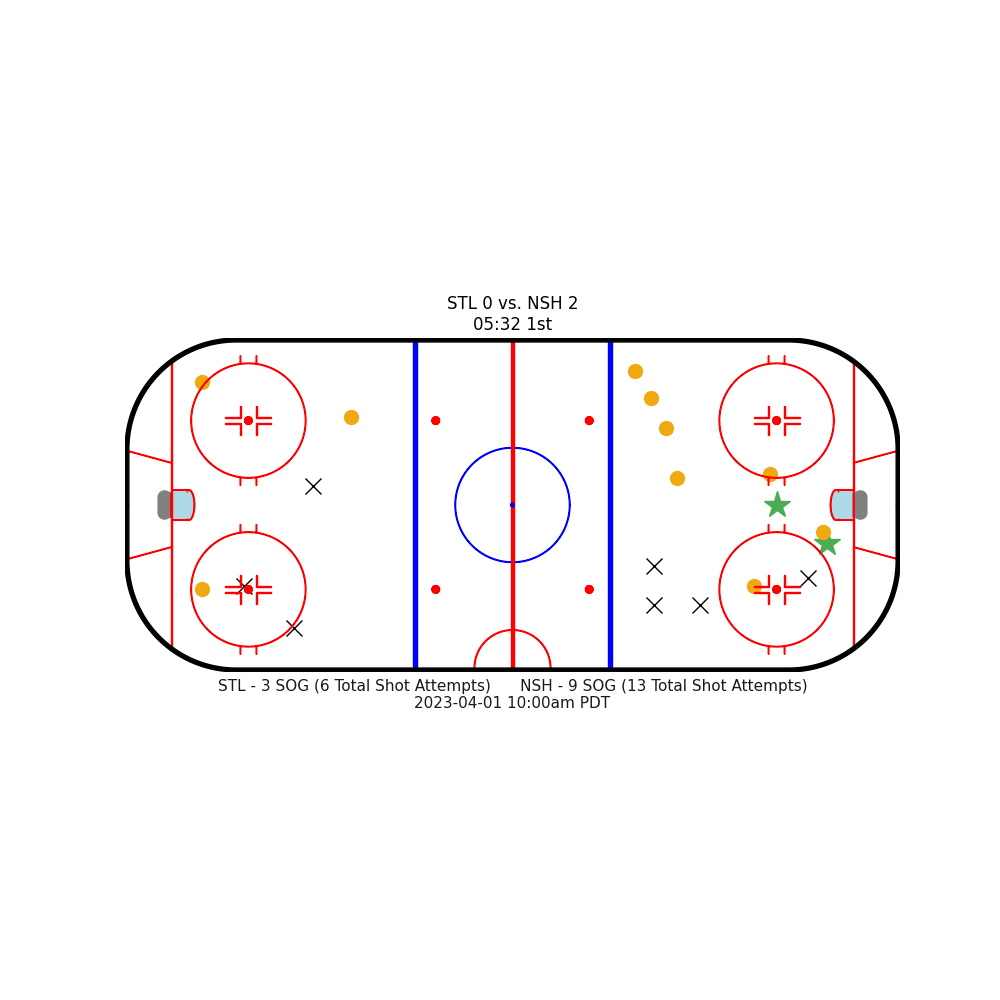 STL 0 vs. NSH 2
05:32 1st
STL - 3 SOG (6 Total Shot Attempts) NSH - 9 SOG (13 Total Shot Attempts)
2023-04-01 10:00am PDT